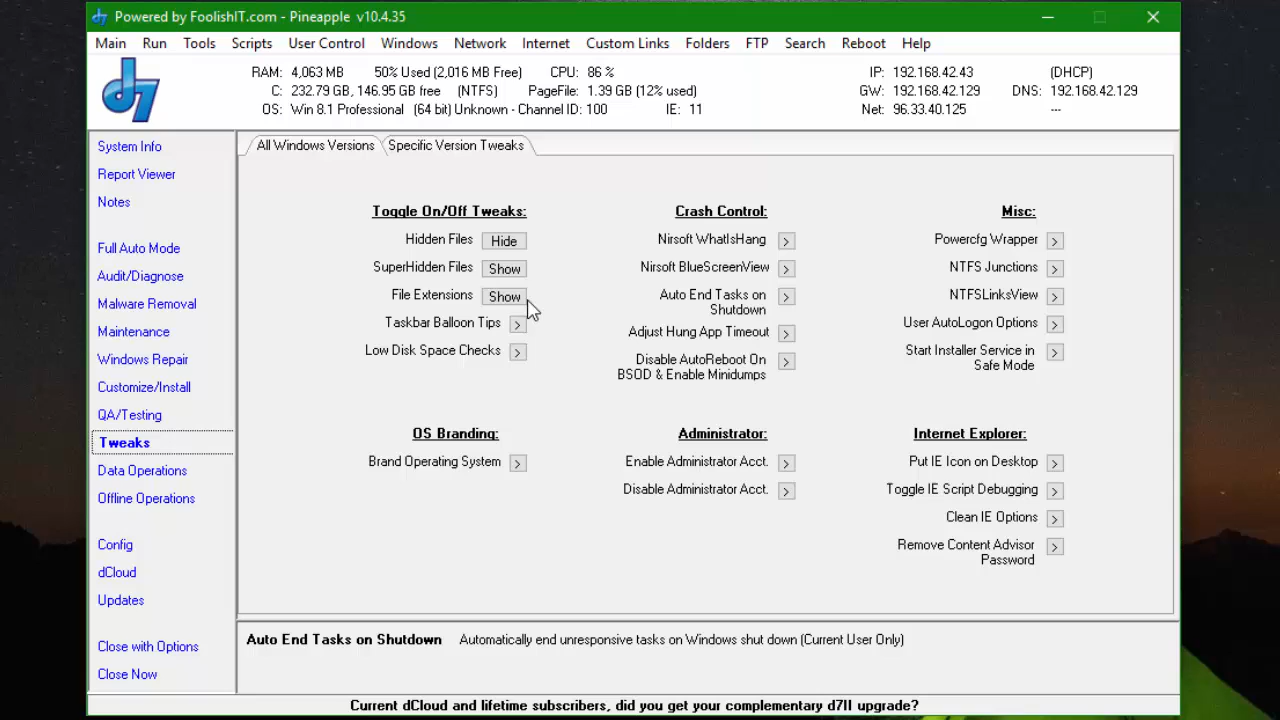 Powered by FoolishIT.com - Pineapple v10.4.35
Main Run Tools Scripts User Control Windows Network Internet Custom Links Folders FTP Search Reboot Help
d7
RAM: 4,063 MB 50% Used (2,016 MB Free) CPU: 86 % IP: 192.168.42.43 (DHCP)
C: 232.79 GB, 146.95 GB free (NTFS) PageFile: 1.39 GB (12% used) GW: 192.168.42.129 DNS: 192.168.42.129
OS: Win 8.1 Professional (64 bit) Unknown - Channel ID: 100 IE: 11 Net: 96.33.40.125 ---
System Info
Report Viewer
Notes
Full Auto Mode
Audit/Diagnose
Malware Removal
Maintenance
Windows Repair
Customize/Install
QA/Testing
Tweaks
Data Operations
Offline Operations
Config
dCloud
Updates
Close with Options
Close Now
All Windows Versions Specific Version Tweaks
Toggle On/Off Tweaks:
Hidden Files Hide
SuperHidden Files Show
File Extensions Show
Taskbar Balloon Tips >
Low Disk Space Checks >
Crash Control:
Nirsoft WhatIsHang >
Nirsoft BlueScreenView >
Auto End Tasks on >
Shutdown
Adjust Hung App Timeout >
Disable AutoReboot On >
BSOD & Enable Minidumps
Misc:
Powercfg Wrapper >
NTFS Junctions >
NTFSLinksView >
User AutoLogon Options >
Start Installer Service in >
Safe Mode
OS Branding:
Brand Operating System >
Administrator:
Enable Administrator Acct. >
Disable Administrator Acct. >
Internet Explorer:
Put IE Icon on Desktop >
Toggle IE Script Debugging >
Clean IE Options >
Remove Content Advisor >
Password
Auto End Tasks on Shutdown Automatically end unresponsive tasks on Windows shut down (Current User Only)
Current dCloud and lifetime subscribers, did you get your complementary d7II upgrade?